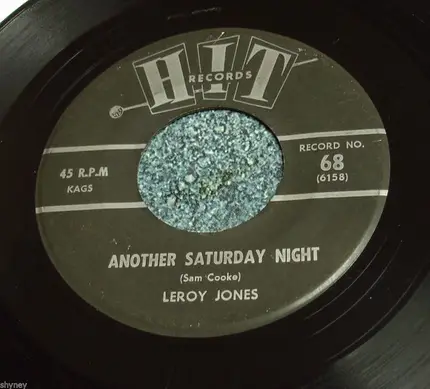 HIT
RECORDS
45 R.P.M
KAGS
RECORD NO.
68
(6158)
ANOTHER SATURDAY NIGHT
(Sam Cooke)
LEROY JONES
shyney